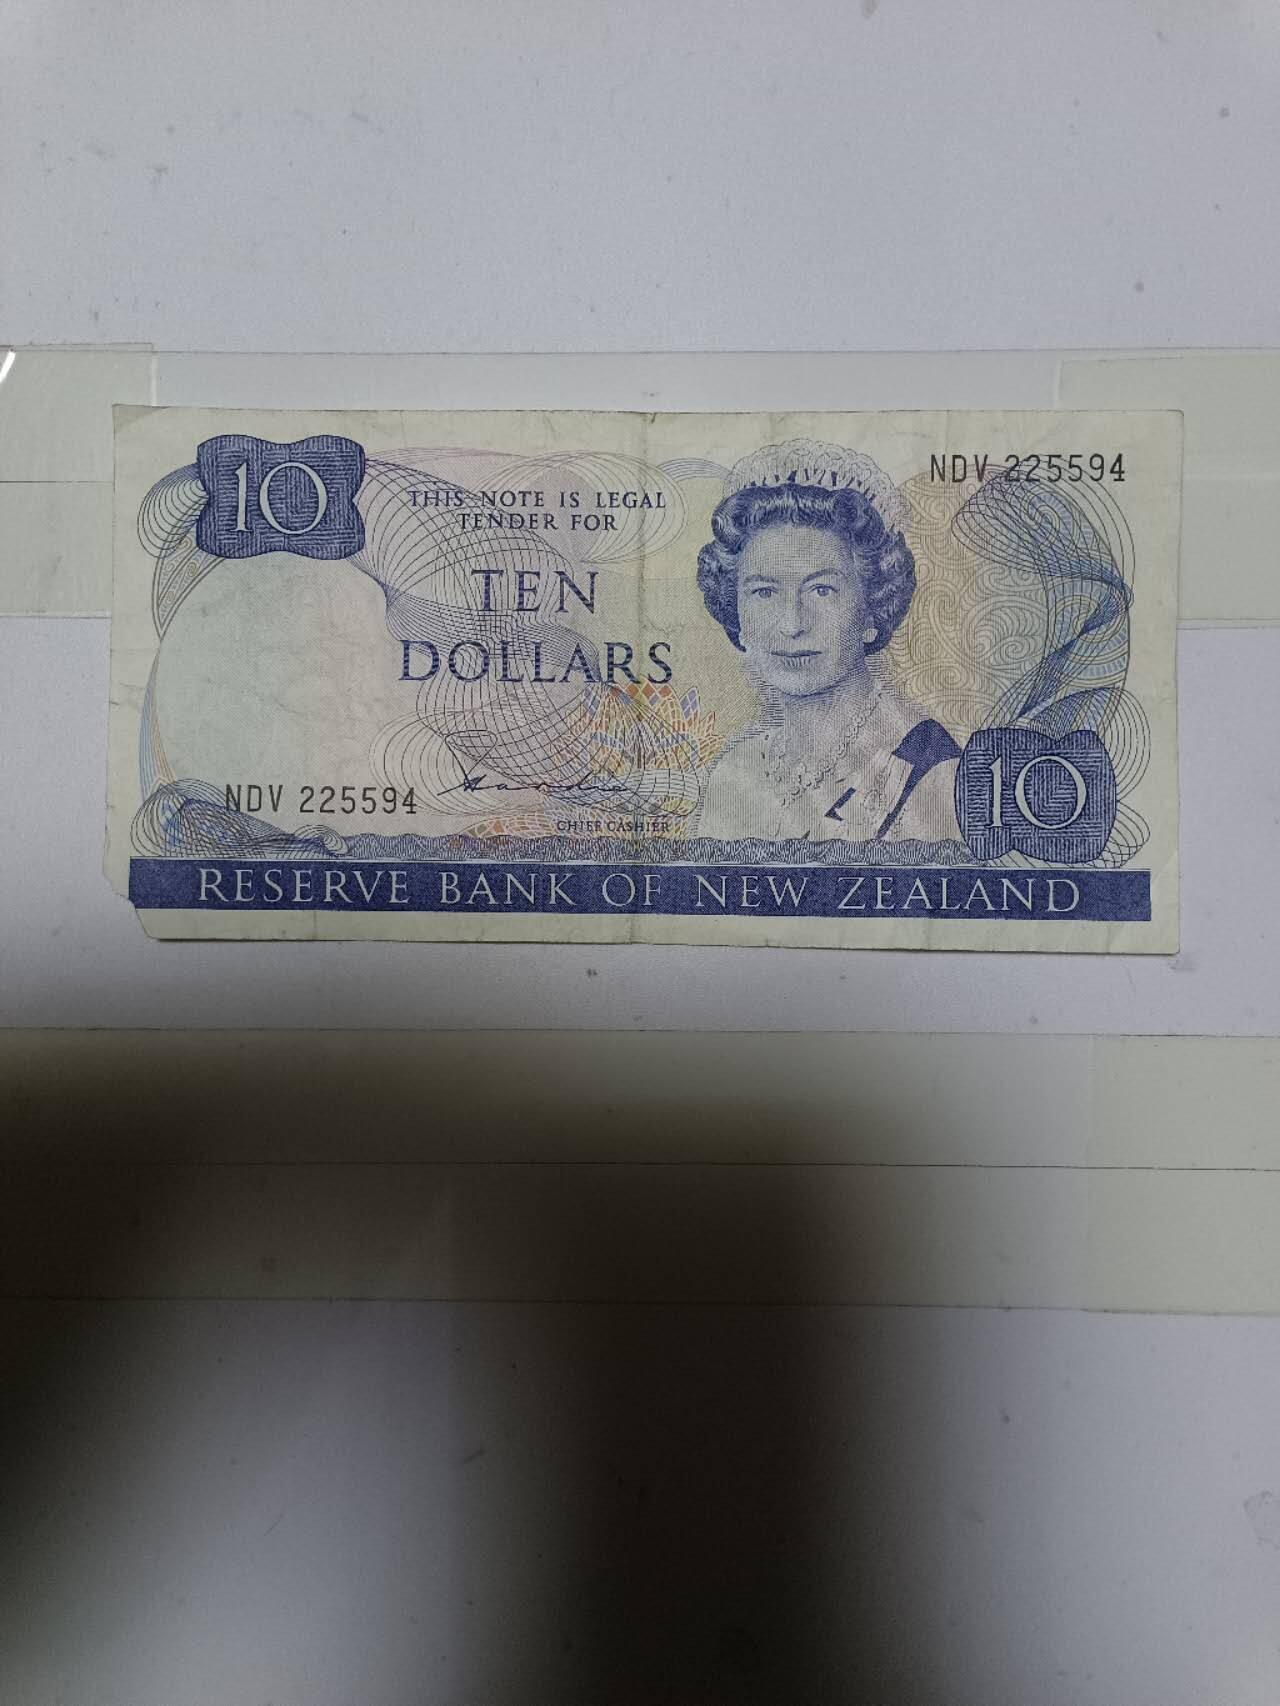 10
THIS NOTE IS LEGAL
TENDER FOR
NDV 225594
TEN
DOLLARS
NDV 225594
CHIEF CASHIER
10
RESERVE BANK OF NEW ZEALAND